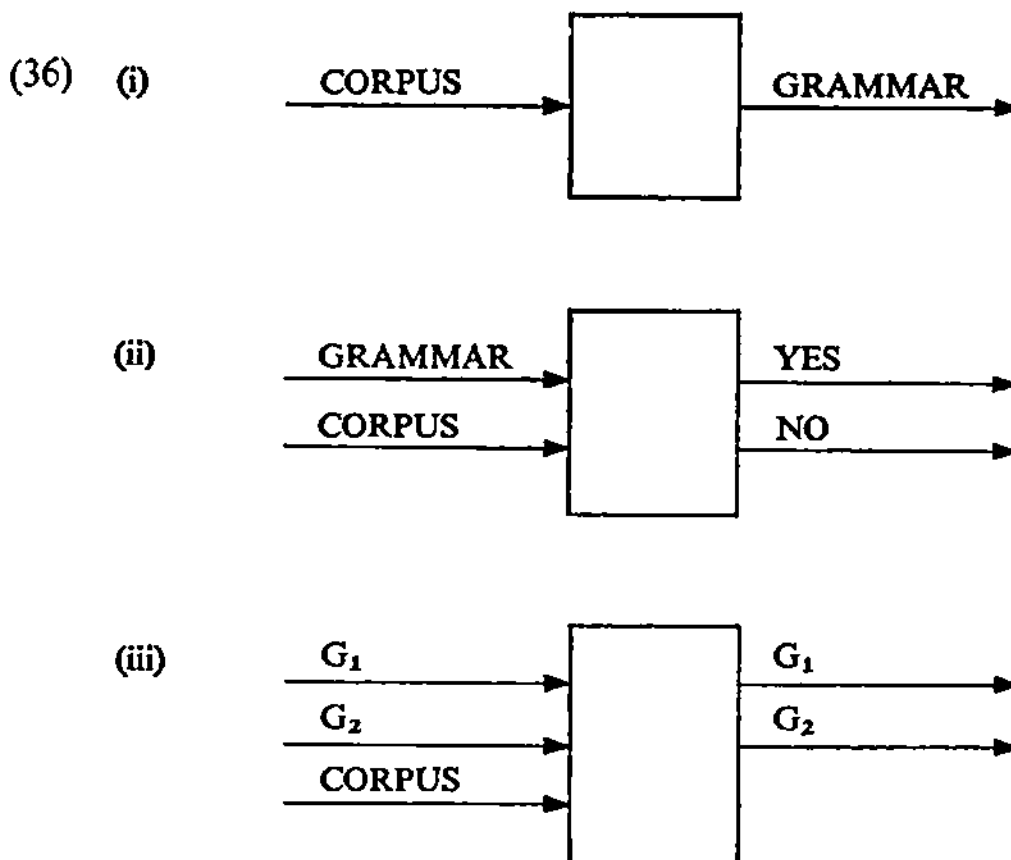 (36) (i) CORPUS GRAMMAR
(ii) GRAMMAR YES
CORPUS NO
(iii) G₁ G₁
G₂ G₂
CORPUS